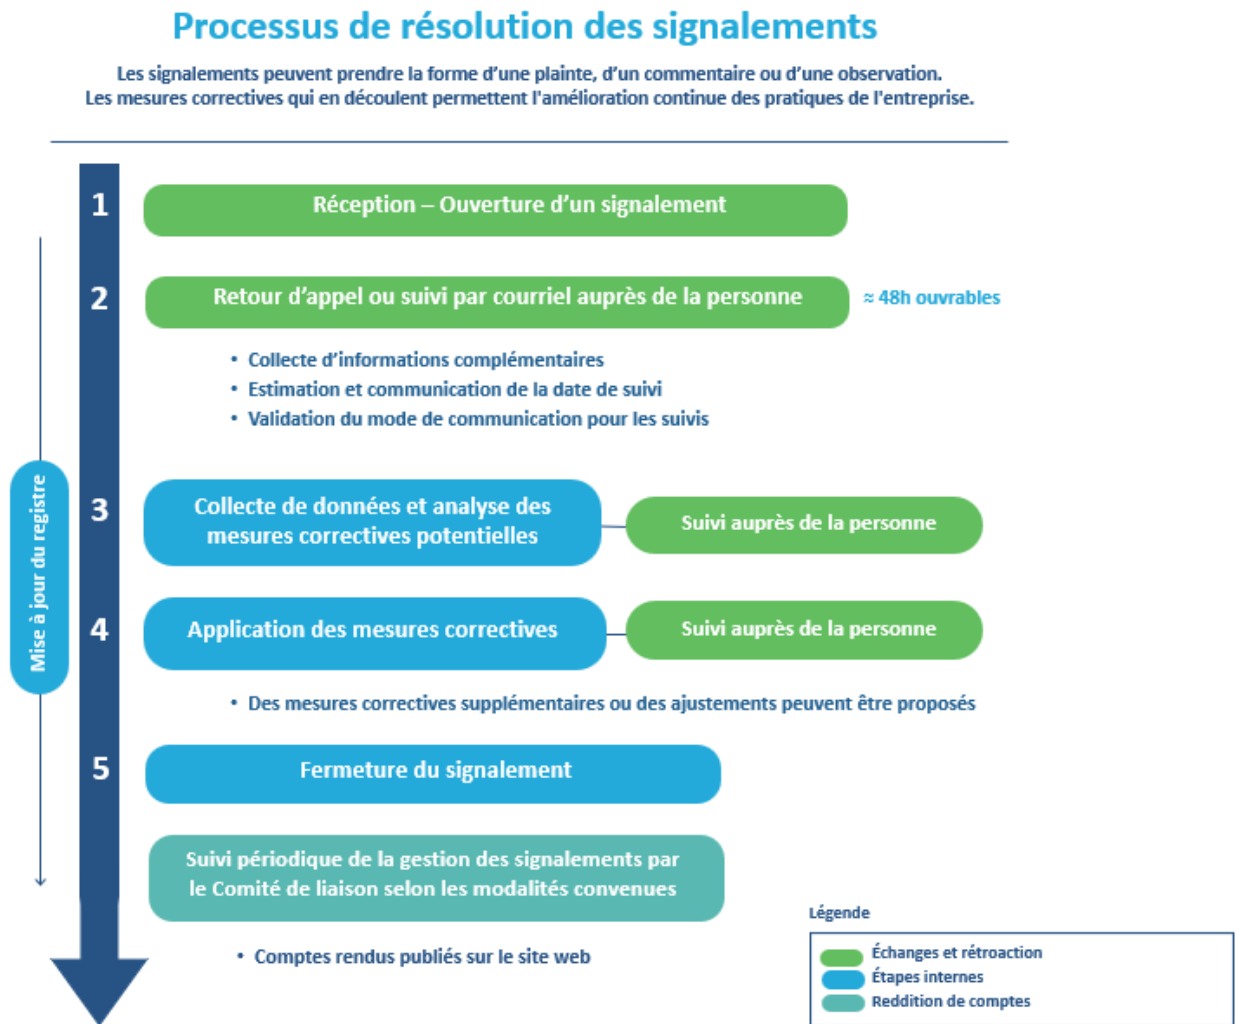 Processus de résolution des signalements
Les signalements peuvent prendre la forme d'une plainte, d'un commentaire ou d'une observation.
Les mesures correctives qui en découlent permettent l'amélioration continue des pratiques de l'entreprise.
1
Réception – Ouverture d'un signalement
2
Retour d'appel ou suivi par courriel auprès de la personne
≈ 48h ouvrables
• Collecte d'informations complémentaires
• Estimation et communication de la date de suivi
• Validation du mode de communication pour les suivis
Mise à jour du registre
3
Collecte de données et analyse des
mesures correctives potentielles
Suivi auprès de la personne
4
Application des mesures correctives
Suivi auprès de la personne
• Des mesures correctives supplémentaires ou des ajustements peuvent être proposés
5
Fermeture du signalement
Suivi périodique de la gestion des signalements par
le Comité de liaison selon les modalités convenues
• Comptes rendus publiés sur le site web
Légende
Échanges et rétroaction
Étapes internes
Reddition de comptes